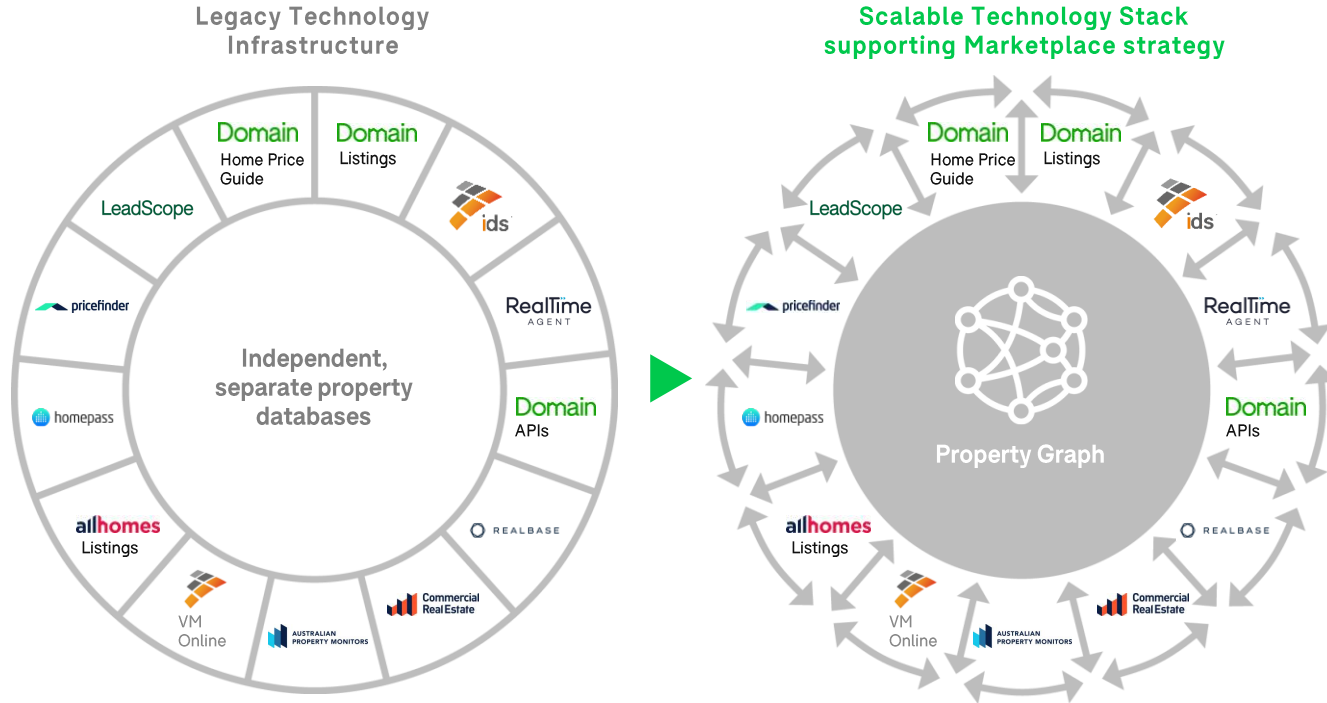 Legacy Technology
Infrastructure
Domain
Home Price
Guide
Domain
Listings
ids
RealTime
AGENT
Domain
APIs
REALBASE
Commercial
Real Estate
AUSTRALIAN
PROPERTY MONITORS
VM
Online
allhomes
Listings
homepass
pricefinder
LeadScope
Independent,
separate property
databases
Scalable Technology Stack
supporting Marketplace strategy
Domain
Home Price
Guide
Domain
Listings
ids
RealTime
AGENT
Domain
APIs
REALBASE
Commercial
Real Estate
AUSTRALIAN
PROPERTY MONITORS
VM
Online
allhomes
Listings
homepass
pricefinder
LeadScope
Property Graph